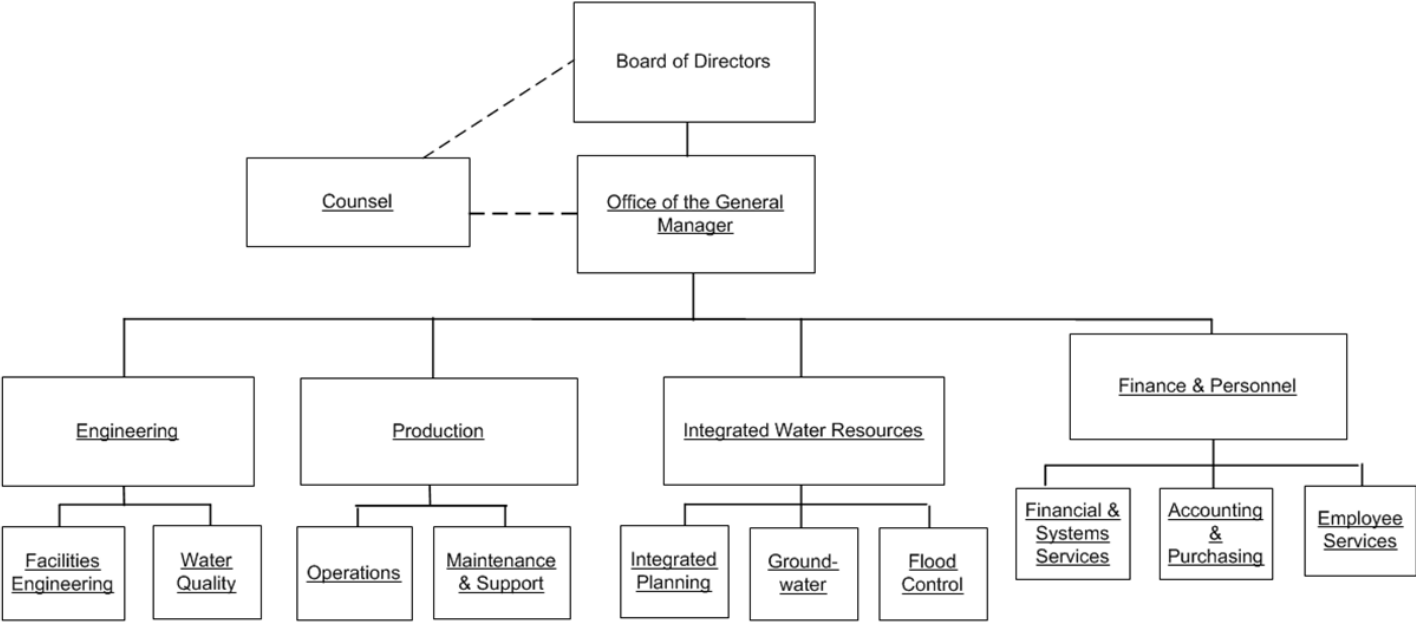 Board of Directors
Counsel
Office of the General
Manager
Engineering
Production
Integrated Water Resources
Finance & Personnel
Facilities
Engineering
Water
Quality
Operations
Maintenance
& Support
Integrated
Planning
Ground-
water
Flood
Control
Financial &
Systems
Services
Accounting
&
Purchasing
Employee
Services